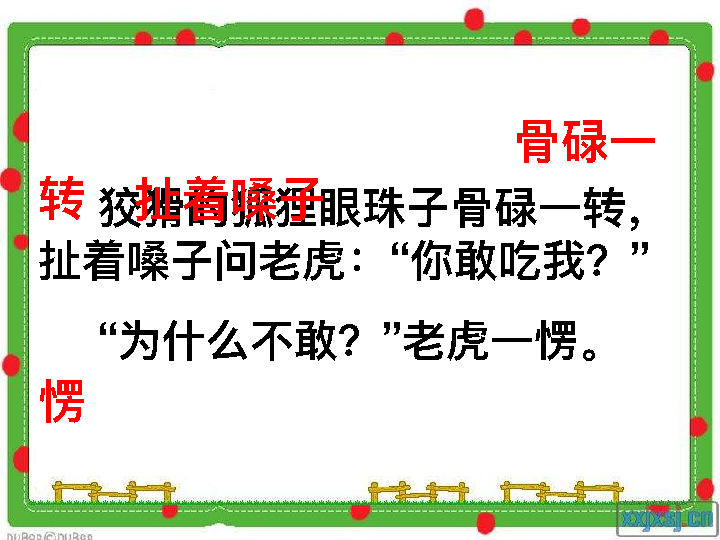 骨碌一
转 扯着嗓子
狡猾的狐狸眼珠子骨碌一转，
扯着嗓子问老虎：“你敢吃我？”
“为什么不敢？”老虎一愣。
愣
xxjxsj.cn